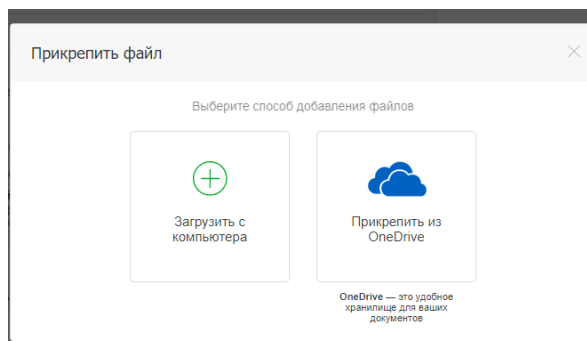 Прикрепить файл
Выберите способ добавления файлов
Загрузить с
компьютера
Прикрепить из
OneDrive
OneDrive — это удобное
хранилище для ваших
документов